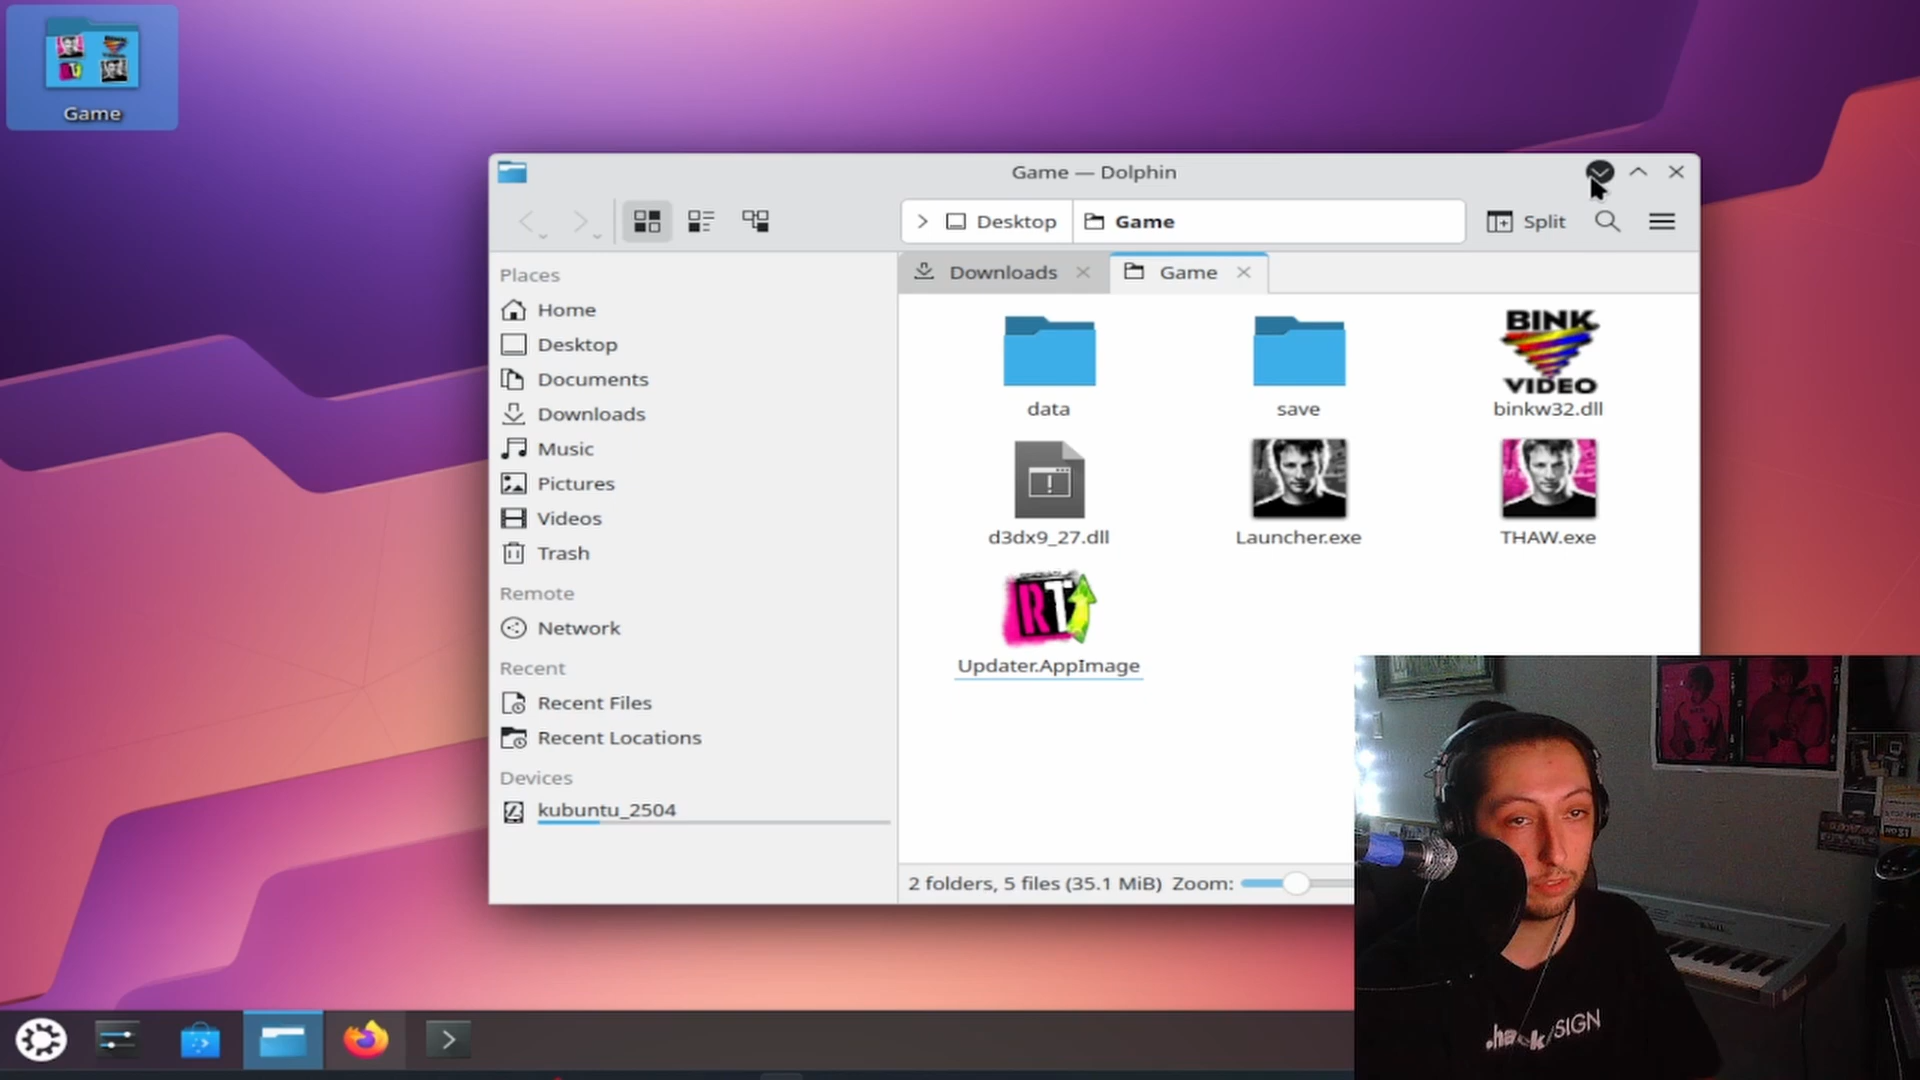 Game
Game — Dolphin
Desktop
Game
Split
Places
Home
Desktop
Documents
Downloads
Music
Pictures
Videos
Trash
Remote
Network
Recent
Recent Files
Recent Locations
Devices
kubuntu_2504
Downloads
Game
data
save
BINK
VIDEO
binkw32.dll
d3dx9_27.dll
Launcher.exe
THAW.exe
RT
Updater.AppImage
2 folders, 5 files (35.1 MiB)
Zoom:
.hack//SIGN